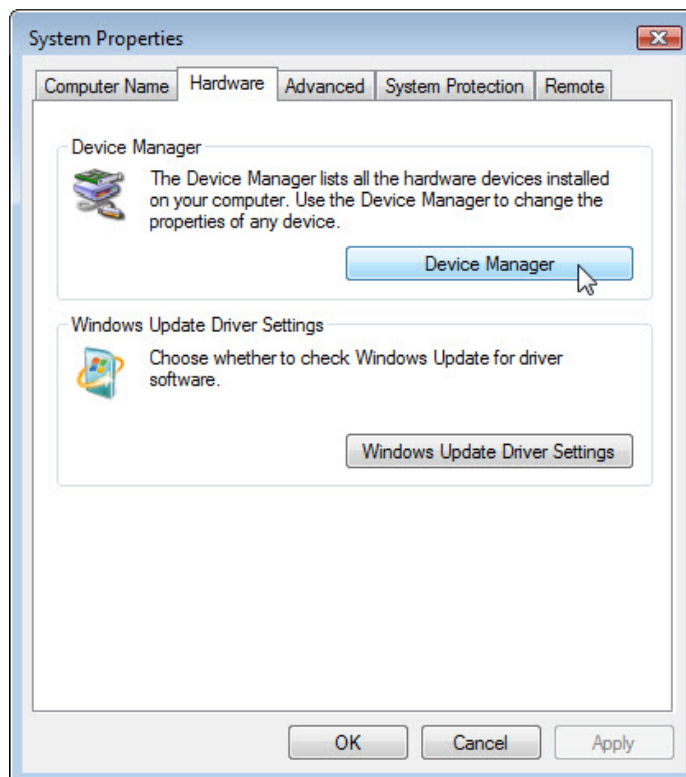 System Properties
Computer Name Hardware Advanced System Protection Remote
Device Manager
The Device Manager lists all the hardware devices installed
on your computer. Use the Device Manager to change the
properties of any device.
Device Manager
Windows Update Driver Settings
Choose whether to check Windows Update for driver
software.
Windows Update Driver Settings
OK Cancel Apply